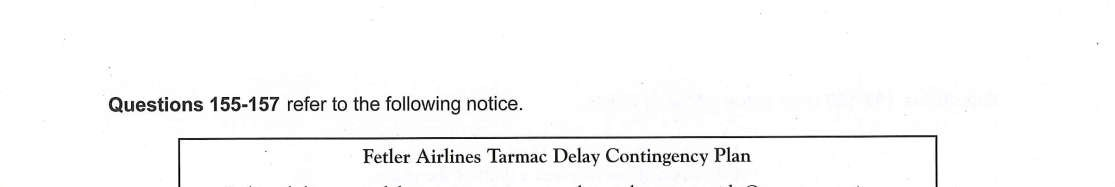 Questions 155-157 refer to the following notice.
Fetler Airlines Tarmac Delay Contingency Plan